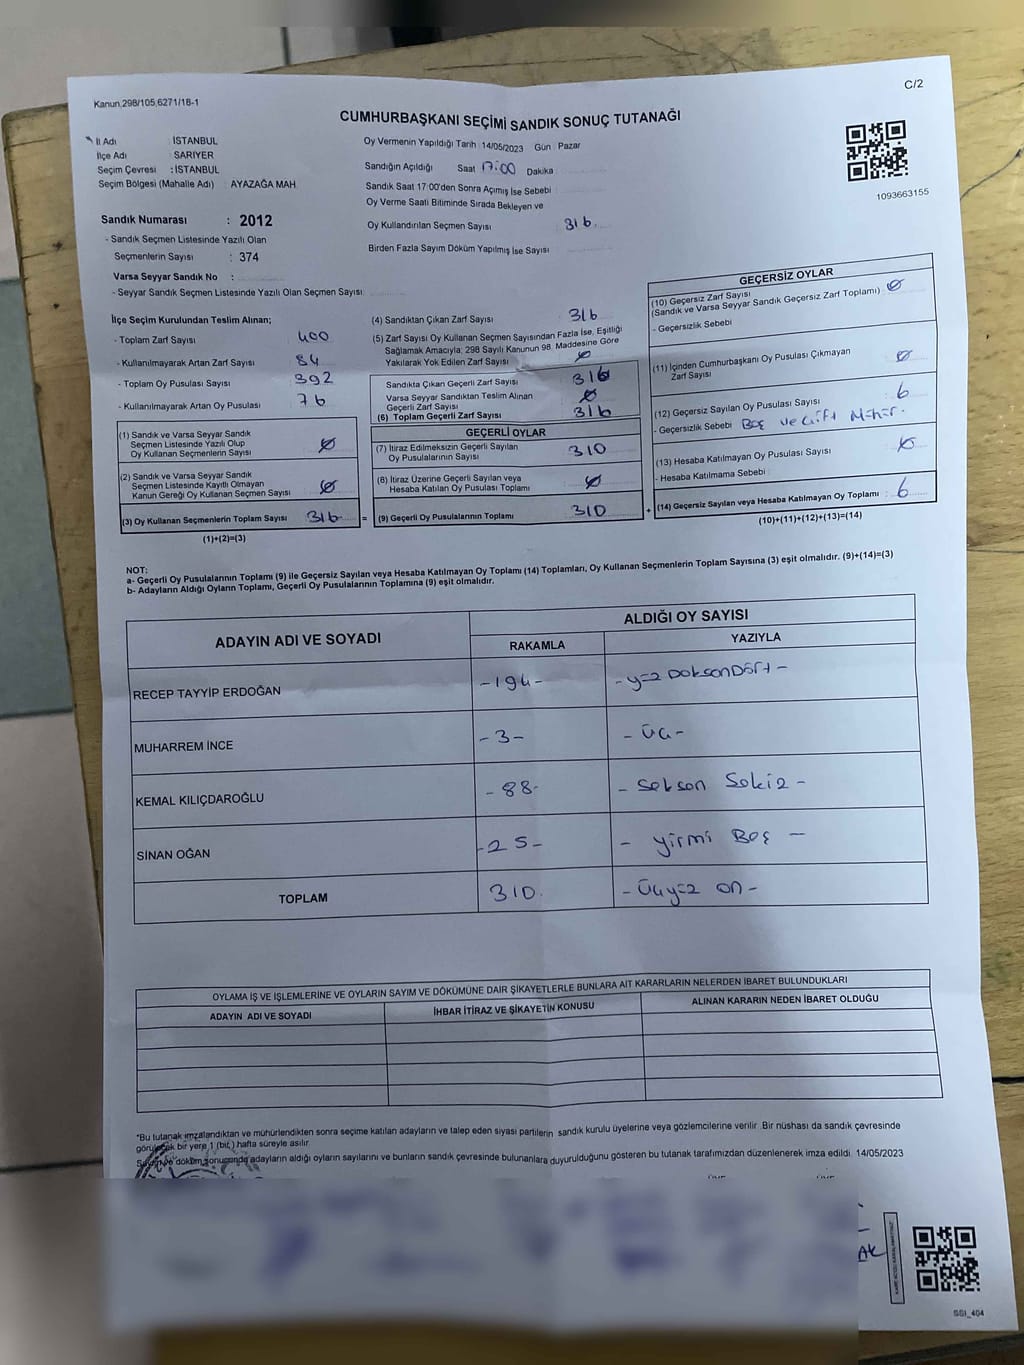 C/2
Kanun,298/105,6271/18-1
CUMHURBAŞKANI SEÇİMİ SANDIK SONUÇ TUTANAĞI
İl Adı : İSTANBUL
İlçe Adı : SARIYER
Seçim Çevresi : İSTANBUL
Seçim Bölgesi (Mahalle Adı) : AYAZAĞA MAH.
Sandık Numarası : 2012
- Sandık Seçmen Listesinde Yazılı Olan
Seçmenlerin Sayısı : 374
Varsa Seyyar Sandık No :
- Seyyar Sandık Seçmen Listesinde Yazılı Olan Seçmen Sayısı:
Oy Vermenin Yapıldığı Tarih : 14/05/2023 Gün : Pazar
Sandığın Açıldığı Saat 17:00 Dakika
Sandık Saat 17:00'den Sonra Açımış İse Sebebi
Oy Verme Saati Bitiminde Sırada Bekleyen ve
Oy Kullandırılan Seçmen Sayısı 316
Birden Fazla Sayım Döküm Yapılmış İse Sayısı
1093663155
İlçe Seçim Kurulundan Teslim Alınan;
- Toplam Zarf Sayısı : 400
- Kullanılmayarak Artan Zarf Sayısı : 84
- Toplam Oy Pusulası Sayısı : 392
- Kullanılmayarak Artan Oy Pusulası : 76
(1) Sandık ve Varsa Seyyar Sandık
Seçmen Listesinde Yazılı Olup
Oy Kullanan Seçmenlerin Sayısı : Ø
(2) Sandık ve Varsa Seyyar Sandık
Seçmen Listesinde Kayıtlı Olmayan
Kanun Gereği Oy Kullanan Seçmen Sayısı : Ø
(3) Oy Kullanan Seçmenlerin Toplam Sayısı : 316
(1)+(2)=(3)
(4) Sandıktan Çıkan Zarf Sayısı : 316
(5) Zarf Sayısı Oy Kullanan Seçmen Sayısından Fazla İse, Eşitliği
Sağlamak Amacıyla; 298 Sayılı Kanunun 98. Maddesine Göre
Yakılarak Yok Edilen Zarf Sayısı : Ø
Sandıkta Çıkan Geçerli Zarf Sayısı : 316
Varsa Seyyar Sandıktan Teslim Alınan
Geçerli Zarf Sayısı : Ø
(6) Toplam Geçerli Zarf Sayısı : 316
GEÇERLİ OYLAR
(7) İtiraz Edilmeksizin Geçerli Sayılan
Oy Pusulalarının Sayısı : 310
(8) İtiraz Üzerine Geçerli Sayılan veya
Hesaba Katılan Oy Pusulası Toplamı : Ø
= (9) Geçerli Oy Pusulalarının Toplamı : 310
GEÇERSİZ OYLAR
(10) Geçersiz Zarf Sayısı
(Sandık ve Varsa Seyyar Sandık Geçersiz Zarf Toplamı) : Ø
- Geçersizlik Sebebi
(11) İçinden Cumhurbaşkanı Oy Pusulası Çıkmayan
Zarf Sayısı : Ø
(12) Geçersiz Sayılan Oy Pusulası Sayısı : 6
- Geçersizlik Sebebi Boş ve Çift Mühür.
(13) Hesaba Katılmayan Oy Pusulası Sayısı : Ø
- Hesaba Katılmama Sebebi
+ (14) Geçersiz Sayılan veya Hesaba Katılmayan Oy Toplamı : 6
(10)+(11)+(12)+(13)=(14)
NOT:
a- Geçerli Oy Pusulalarının Toplamı (9) ile Geçersiz Sayılan veya Hesaba Katılmayan Oy Toplamı (14) Toplamları, Oy Kullanan Seçmenlerin Toplam Sayısına (3) eşit olmalıdır. (9)+(14)=(3)
b- Adayların Aldığı Oyların Toplamı, Geçerli Oy Pusulalarının Toplamına (9) eşit olmalıdır.
ADAYIN ADI VE SOYADI
ALDIĞI OY SAYISI
RAKAMLA YAZIYLA
RECEP TAYYİP ERDOĞAN -194- -yüz DoksanDört-
MUHARREM İNCE -3- -Üç-
KEMAL KILIÇDAROĞLU -88- -Seksen Sekiz-
SİNAN OĞAN -25- -yirmi Beş-
TOPLAM 310. -Üçyüz on-
OYLAMA İŞ VE İŞLEMLERİNE VE OYLARIN SAYIM VE DÖKÜMÜNE DAİR ŞİKAYETLERLE BUNLARA AİT KARARLARIN NELERDEN İBARET BULUNDUKLARI
ADAYIN ADI VE SOYADI İHBAR İTİRAZ VE ŞİKAYETİN KONUSU ALINAN KARARIN NEDEN İBARET OLDUĞU
*Bu tutanak imzalandıktan ve mühürlendikten sonra seçime katılan adayların ve talep eden siyasi partilerin sandık kurulu üyelerine veya gözlemcilerine verilir. Bir nüshası da sandık çevresinde
görülecek bir yere 1 (bir) hafta süreyle asılır.
Sayım ve döküm sonucunda adayların aldığı oyların sayılarını ve bunların sandık çevresinde bulunanlara duyurulduğunu gösteren bu tutanak tarafımızdan düzenlenerek imza edildi. 14/05/2023
AK
SSI_404